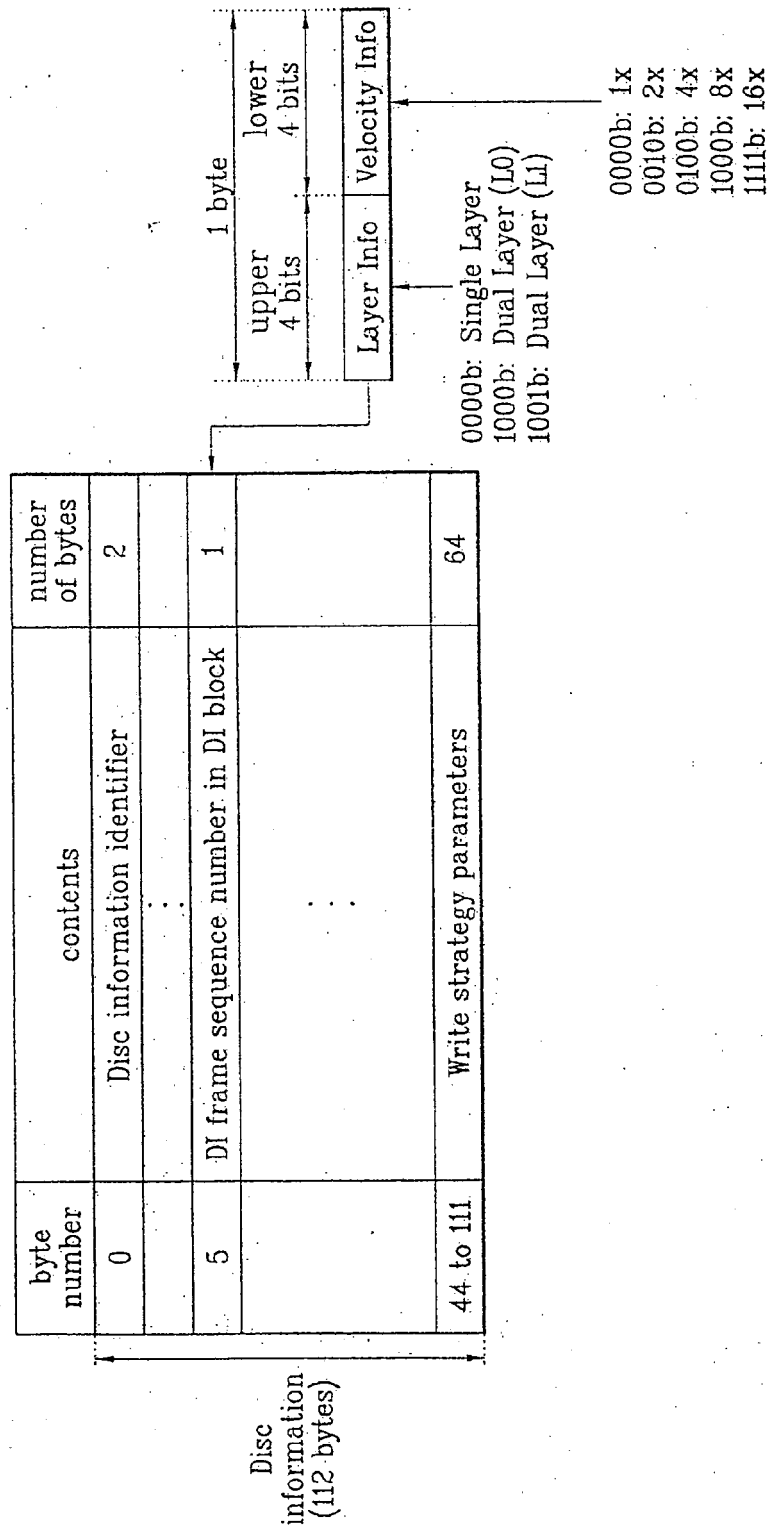 byte
number
contents
number
of bytes
0
Disc information identifier
2
5
DI frame sequence number in DI block
1
44 to 111
Write strategy parameters
64
Disc
information
(112 bytes)
1 byte
upper
4 bits
lower
4 bits
Layer Info
Velocity Info
0000b: Single Layer
1000b: Dual Layer (L0)
1001b: Dual Layer (L1)
0000b: 1x
0010b: 2x
0100b: 4x
1000b: 8x
1111b: 16x